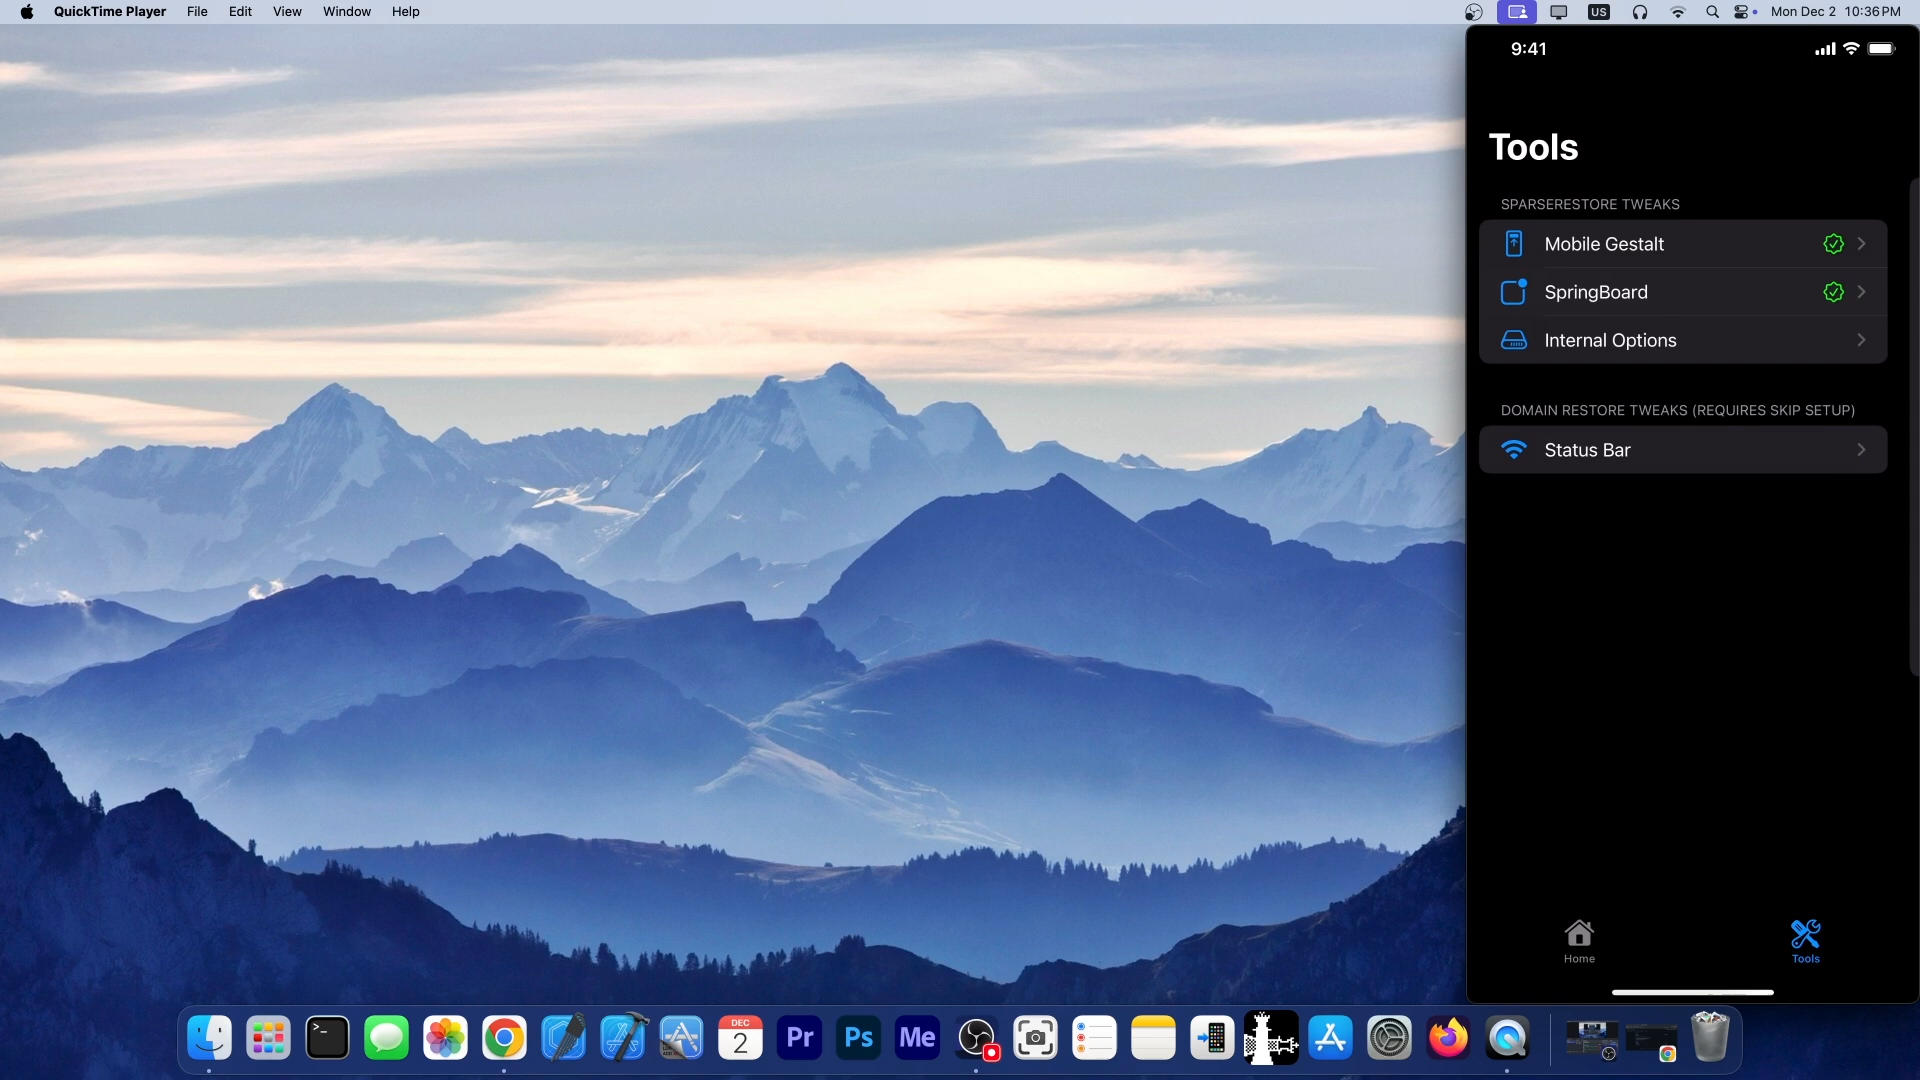 QuickTime Player File Edit View Window Help
US Mon Dec 2 10:36 PM
9:41
Tools
SPARSERESTORE TWEAKS
Mobile Gestalt
SpringBoard
Internal Options
DOMAIN RESTORE TWEAKS (REQUIRES SKIP SETUP)
Status Bar
Home Tools
>_
DEC
2
Pr
Ps
Me